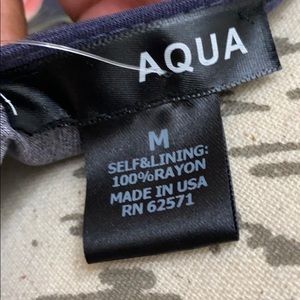 AQUA
M
SELF&LINING:
100%RAYON
MADE IN USA
RN 62571